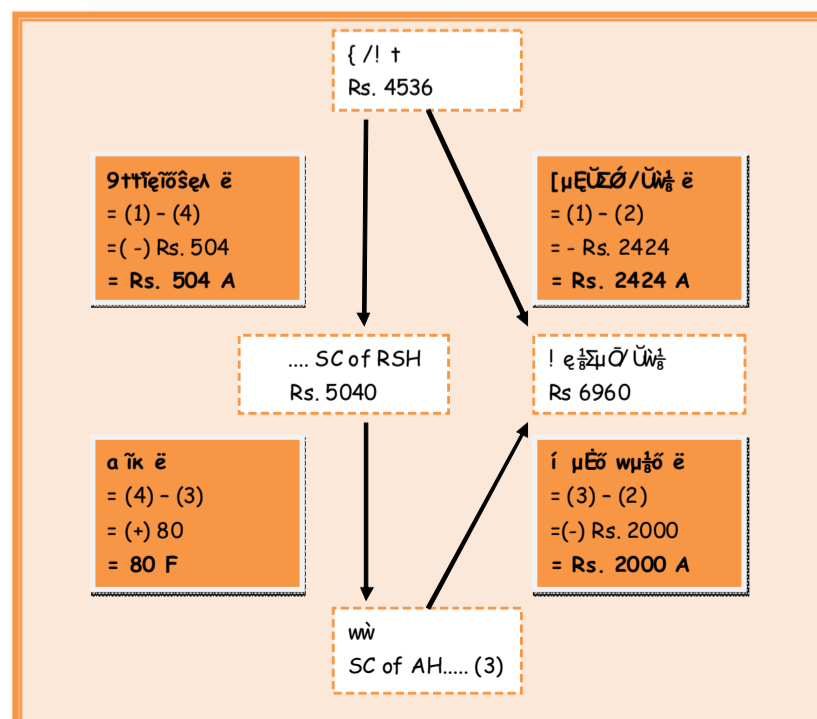 { /! †
Rs. 4536
= (1) – (4)
=( -) Rs. 504
= Rs. 504 A
= (1) – (2)
= - Rs. 2424
= Rs. 2424 A
.... SC of RSH
Rs. 5040
Rs 6960
= (4) – (3)
= (+) 80
= 80 F
= (3) – (2)
=(-) Rs. 2000
= Rs. 2000 A
wẁ
SC of AH..... (3)